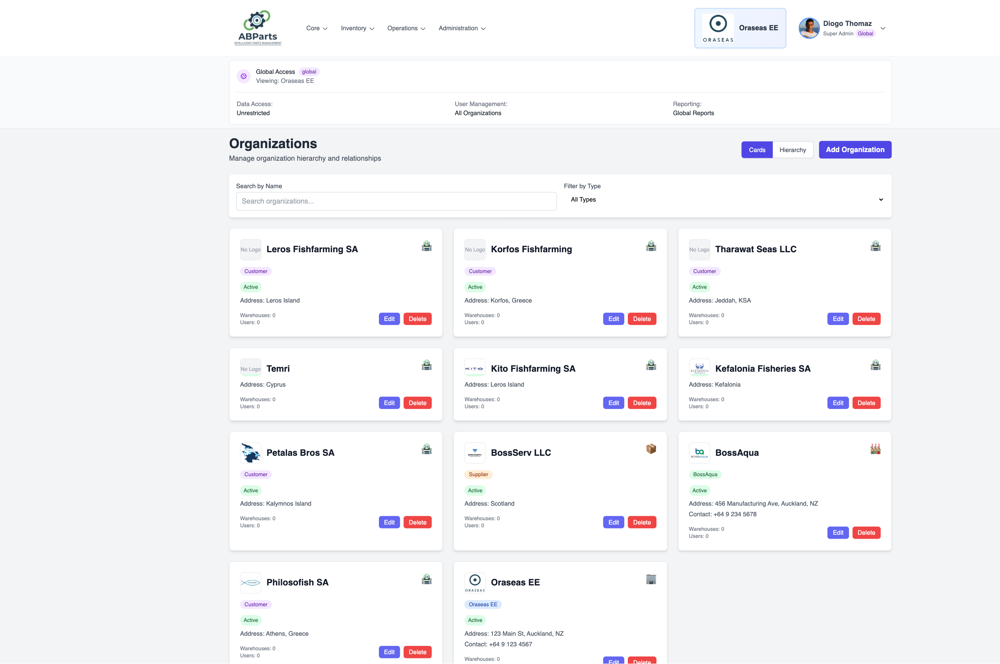 ABParts
INTELLIGENT PARTS MANAGEMENT
Core
Inventory
Operations
Administration
ORASEAS
Oraseas EE
Diogo Thomaz
Super Admin Global
Global Access global
Viewing: Oraseas EE
Data Access:
Unrestricted
User Management:
All Organizations
Reporting:
Global Reports
Organizations
Manage organization hierarchy and relationships
Cards
Hierarchy
Add Organization
Search by Name
Search organizations...
Filter by Type
All Types
No Logo
Leros Fishfarming SA
24
Customer
Active
Address: Leros Island
Warehouses: 0
Users: 0
Edit
Delete
No Logo
Korfos Fishfarming
24
Customer
Active
Address: Korfos, Greece
Warehouses: 0
Users: 0
Edit
Delete
No Logo
Tharawat Seas LLC
24
Customer
Active
Address: Jeddah, KSA
Warehouses: 0
Users: 0
Edit
Delete
No Logo
Temri
24
Address: Cyprus
Warehouses: 0
Users: 0
Edit
Delete
KITO
Kito Fishfarming SA
24
Address: Leros Island
Warehouses: 0
Users: 0
Edit
Delete
KEFALONIA
Kefalonia Fisheries SA
24
Address: Kefalonia
Warehouses: 0
Users: 0
Edit
Delete
Petalas Bros SA
24
Customer
Active
Address: Kalymnos Island
Warehouses: 0
Users: 0
Edit
Delete
BOSSSERV
BossServ LLC
Supplier
Active
Address: Scotland
Warehouses: 0
Users: 0
Edit
Delete
ba
BOSSAQUA
BossAqua
BossAqua
Active
Address: 456 Manufacturing Ave, Auckland, NZ
Contact: +64 9 234 5678
Warehouses: 0
Users: 0
Edit
Delete
Philosofish SA
24
Customer
Active
Address: Athens, Greece
Warehouses: 0
Users: 0
Edit
Delete
ORASEAS
Oraseas EE
Oraseas EE
Active
Address: 123 Main St, Auckland, NZ
Contact: +64 9 123 4567
Warehouses: 0
Edit
Delete